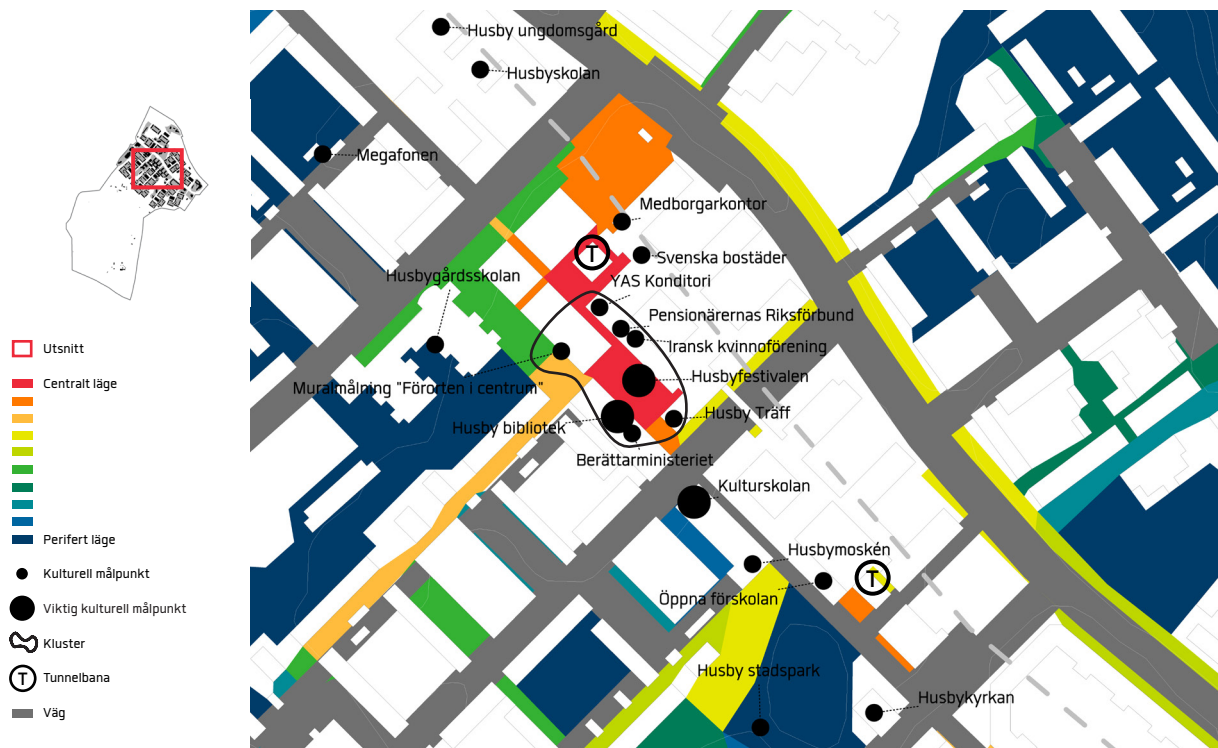 Utsnitt
Centralt läge
Perifert läge
Kulturell målpunkt
Viktig kulturell målpunkt
Kluster
T Tunnelbana
Väg
Husby ungdomsgård
Husbyskolan
Megafonen
Medborgarkontor
T
Svenska bostäder
Husbygårdsskolan
YAS Konditori
Pensionärernas Riksförbund
Iransk kvinnoförening
Husbyfestivalen
Muralmålning "Förorten i centrum"
Husby Träff
Husby bibliotek
Berättarministeriet
Kulturskolan
Husbymoskén
T
Öppna förskolan
Husby stadspark
Husbykyrkan